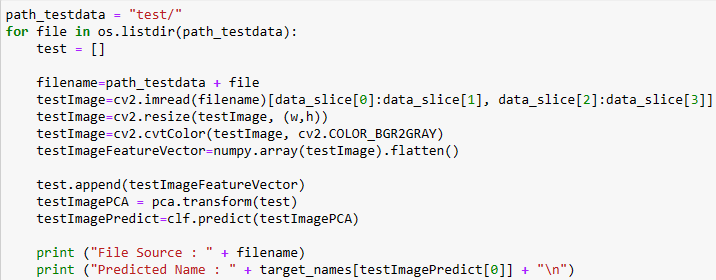 path_testdata = "test/"
for file in os.listdir(path_testdata):
    test = []

    filename=path_testdata + file
    testImage=cv2.imread(filename)[data_slice[0]:data_slice[1], data_slice[2]:data_slice[3]]
    testImage=cv2.resize(testImage, (w,h))
    testImage=cv2.cvtColor(testImage, cv2.COLOR_BGR2GRAY)
    testImageFeatureVector=numpy.array(testImage).flatten()

    test.append(testImageFeatureVector)
    testImagePCA = pca.transform(test)
    testImagePredict=clf.predict(testImagePCA)

    print ("File Source : " + filename)
    print ("Predicted Name : " + target_names[testImagePredict[0]] + "\n")